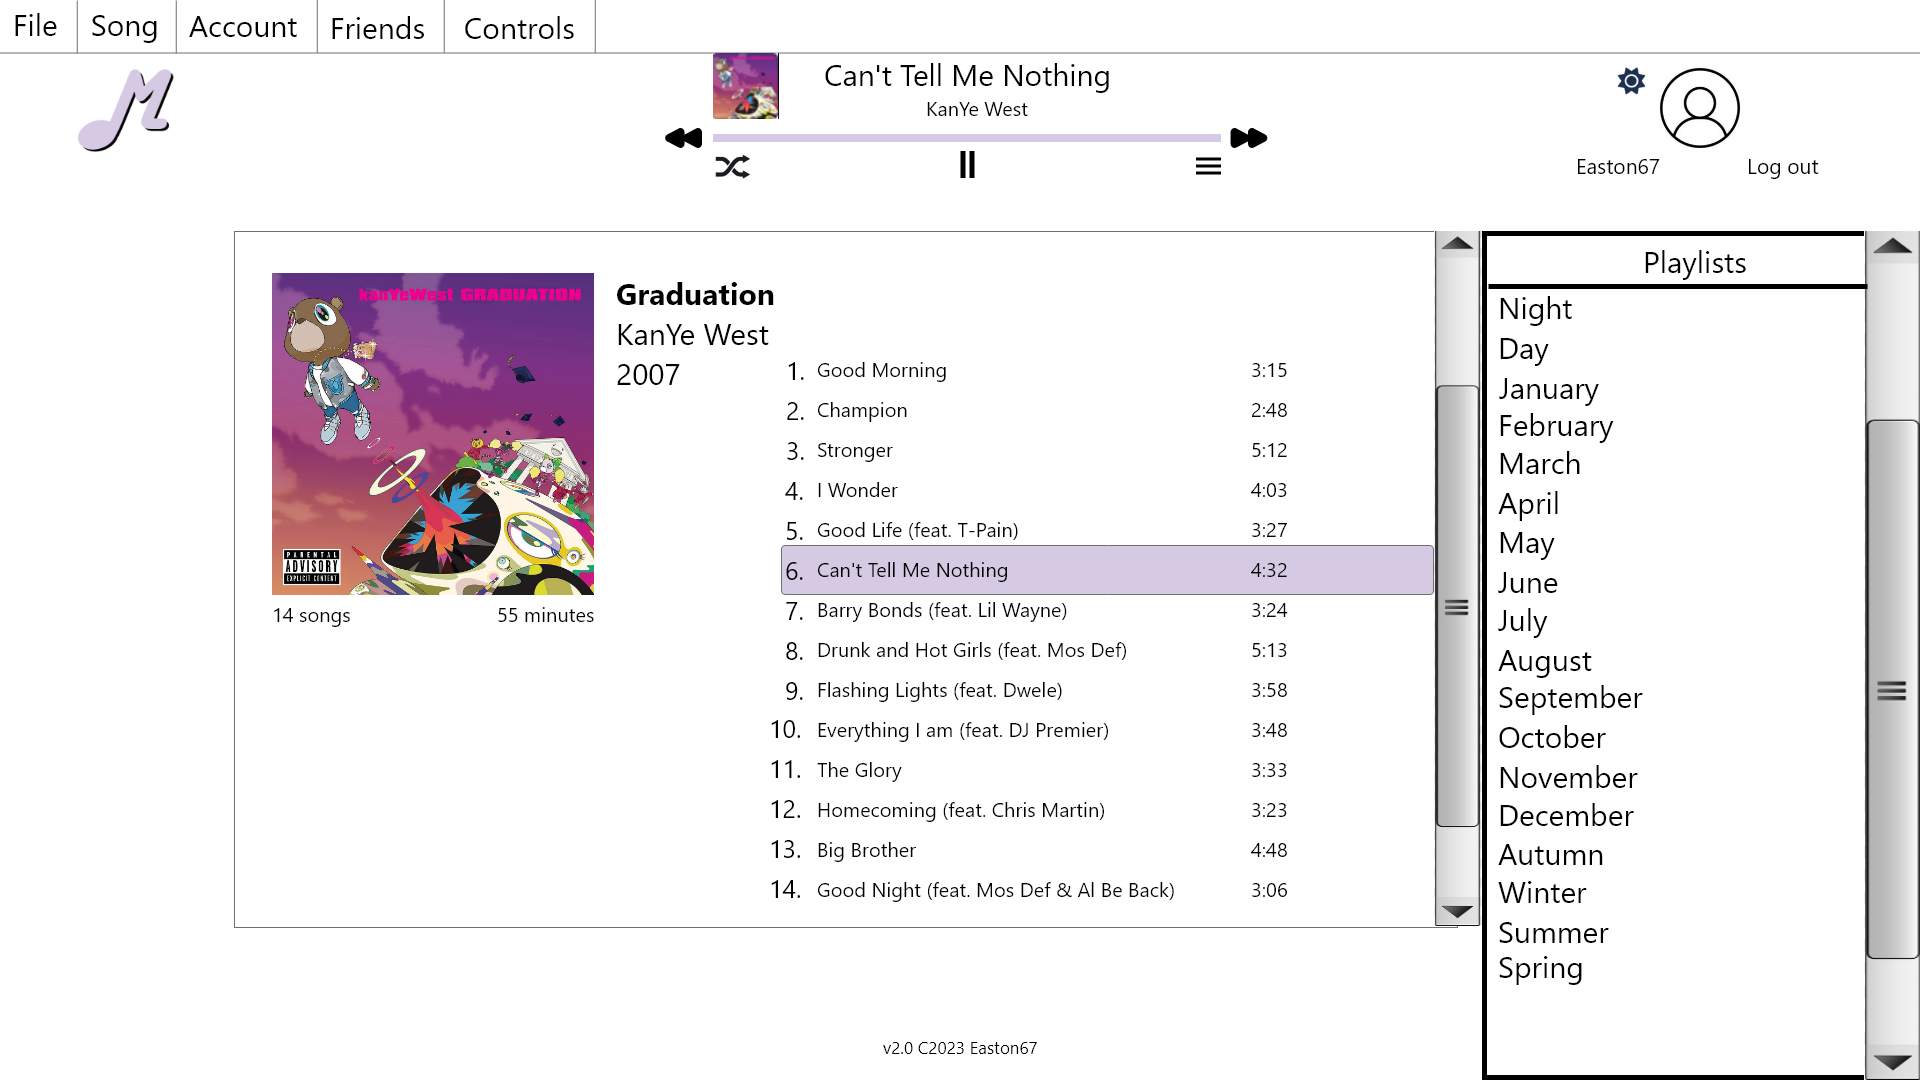 File Song Account Friends Controls
Can't Tell Me Nothing
KanYe West
Easton67 Log out
kanYeWest GRADUATION
PARENTAL
ADVISORY
EXPLICIT CONTENT
14 songs 55 minutes
Graduation
KanYe West
2007
1. Good Morning 3:15
2. Champion 2:48
3. Stronger 5:12
4. I Wonder 4:03
5. Good Life (feat. T-Pain) 3:27
6. Can't Tell Me Nothing 4:32
7. Barry Bonds (feat. Lil Wayne) 3:24
8. Drunk and Hot Girls (feat. Mos Def) 5:13
9. Flashing Lights (feat. Dwele) 3:58
10. Everything I am (feat. DJ Premier) 3:48
11. The Glory 3:33
12. Homecoming (feat. Chris Martin) 3:23
13. Big Brother 4:48
14. Good Night (feat. Mos Def & Al Be Back) 3:06
Playlists
Night
Day
January
February
March
April
May
June
July
August
September
October
November
December
Autumn
Winter
Summer
Spring
v2.0 C2023 Easton67